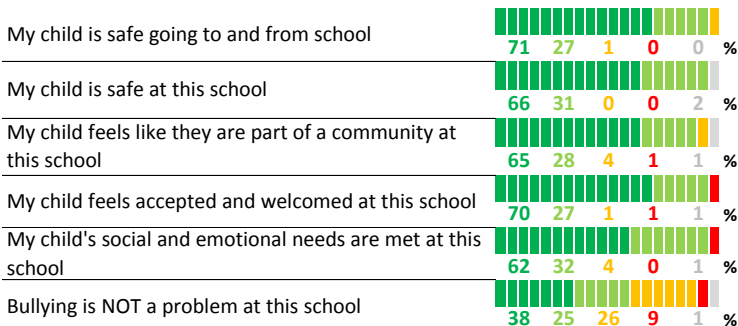 My child is safe going to and from school
71 27 1 0 0 %
My child is safe at this school
66 31 0 0 2 %
My child feels like they are part of a community at
this school
65 28 4 1 1 %
My child feels accepted and welcomed at this school
70 27 1 1 1 %
My child's social and emotional needs are met at this
school
62 32 4 0 1 %
Bullying is NOT a problem at this school
38 25 26 9 1 %